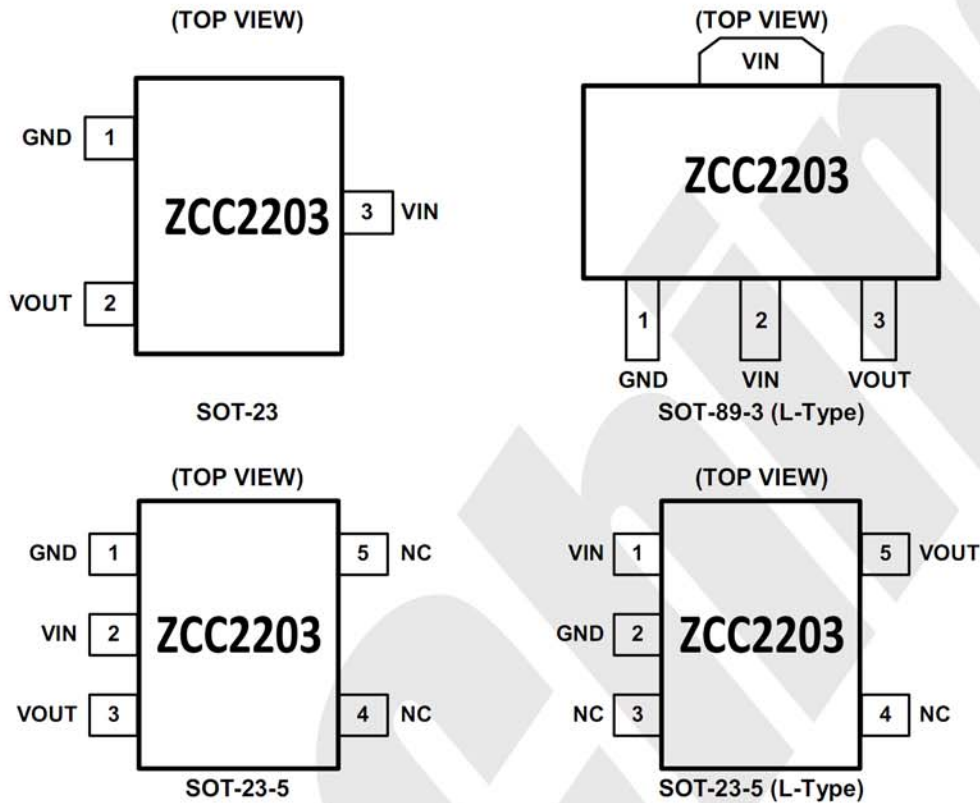 (TOP VIEW)
GND 1
ZCC2203
3 VIN
VOUT 2
SOT-23
(TOP VIEW)
VIN
ZCC2203
1 2 3
GND VIN VOUT
SOT-89-3 (L-Type)
(TOP VIEW)
GND 1
5 NC
VIN 2
ZCC2203
VOUT 3
4 NC
SOT-23-5
(TOP VIEW)
VIN 1
5 VOUT
GND 2
ZCC2203
NC 3
4 NC
SOT-23-5 (L-Type)